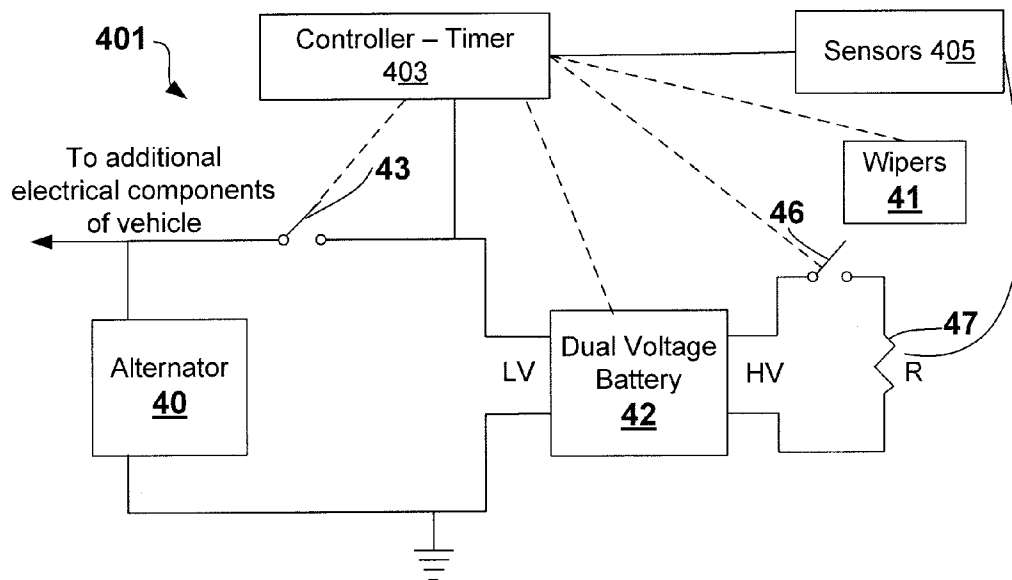 401
Controller – Timer
403
Sensors 405
To additional
electrical components
of vehicle
43
Wipers
41
46
Alternator
40
LV
Dual Voltage
Battery
42
HV
47
R